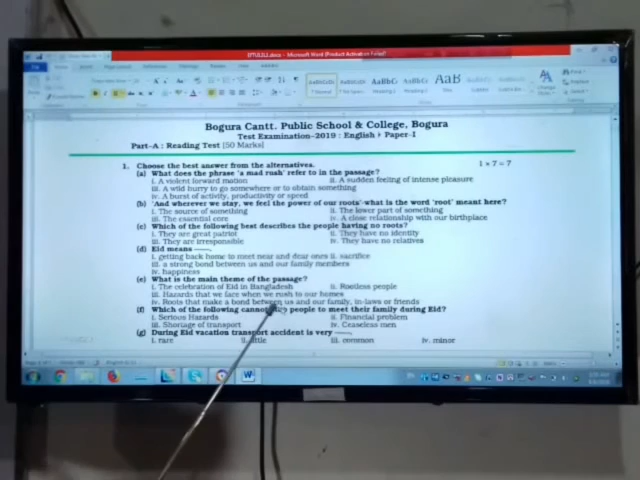 - Microsoft Word (Product Activation Failed)
Bogura Cantt. Public School & College, Bogura
Test Examination-2019 : English : Paper-I
Part-A : Reading Test [50 Marks]
1. Choose the best answer from the alternatives. 1 × 7 = 7
(a) What does the phrase 'a mad rush' refer to in the passage?
i. A violent forward motion ii. A sudden feeling of intense pleasure
iii. A wild hurry to go somewhere or to obtain something
iv. A burst of activity, productivity or speed
(b) 'And wherever we stay, we feel the power of our roots'-what is the word 'root' meant here?
i. The source of something ii. The lower part of something
iii. The essential core iv. A close relationship with our birthplace
(c) Which of the following best describes the people having no roots?
i. They are great patriot ii. They have no identity
iii. They are irresponsible iv. They have no relatives
(d) Eid means ——.
i. getting back home to meet near and dear ones ii. sacrifice
iii. a strong bond between us and our family members
iv. happiness
(e) What is the main theme of the passage?
i. The celebration of Eid in Bangladesh ii. Rootless people
iii. Hazards that we face when we rush to our homes
iv. Roots that make a bond between us and our family, in-laws or friends
(f) Which of the following cannot people to meet their family during Eid?
i. Serious Hazards ii. Financial problem
iii. Shortage of transport iv. Ceaseless men
(g) During Eid vacation transport accident is very ——.
i. rare ii. little iii. common iv. minor